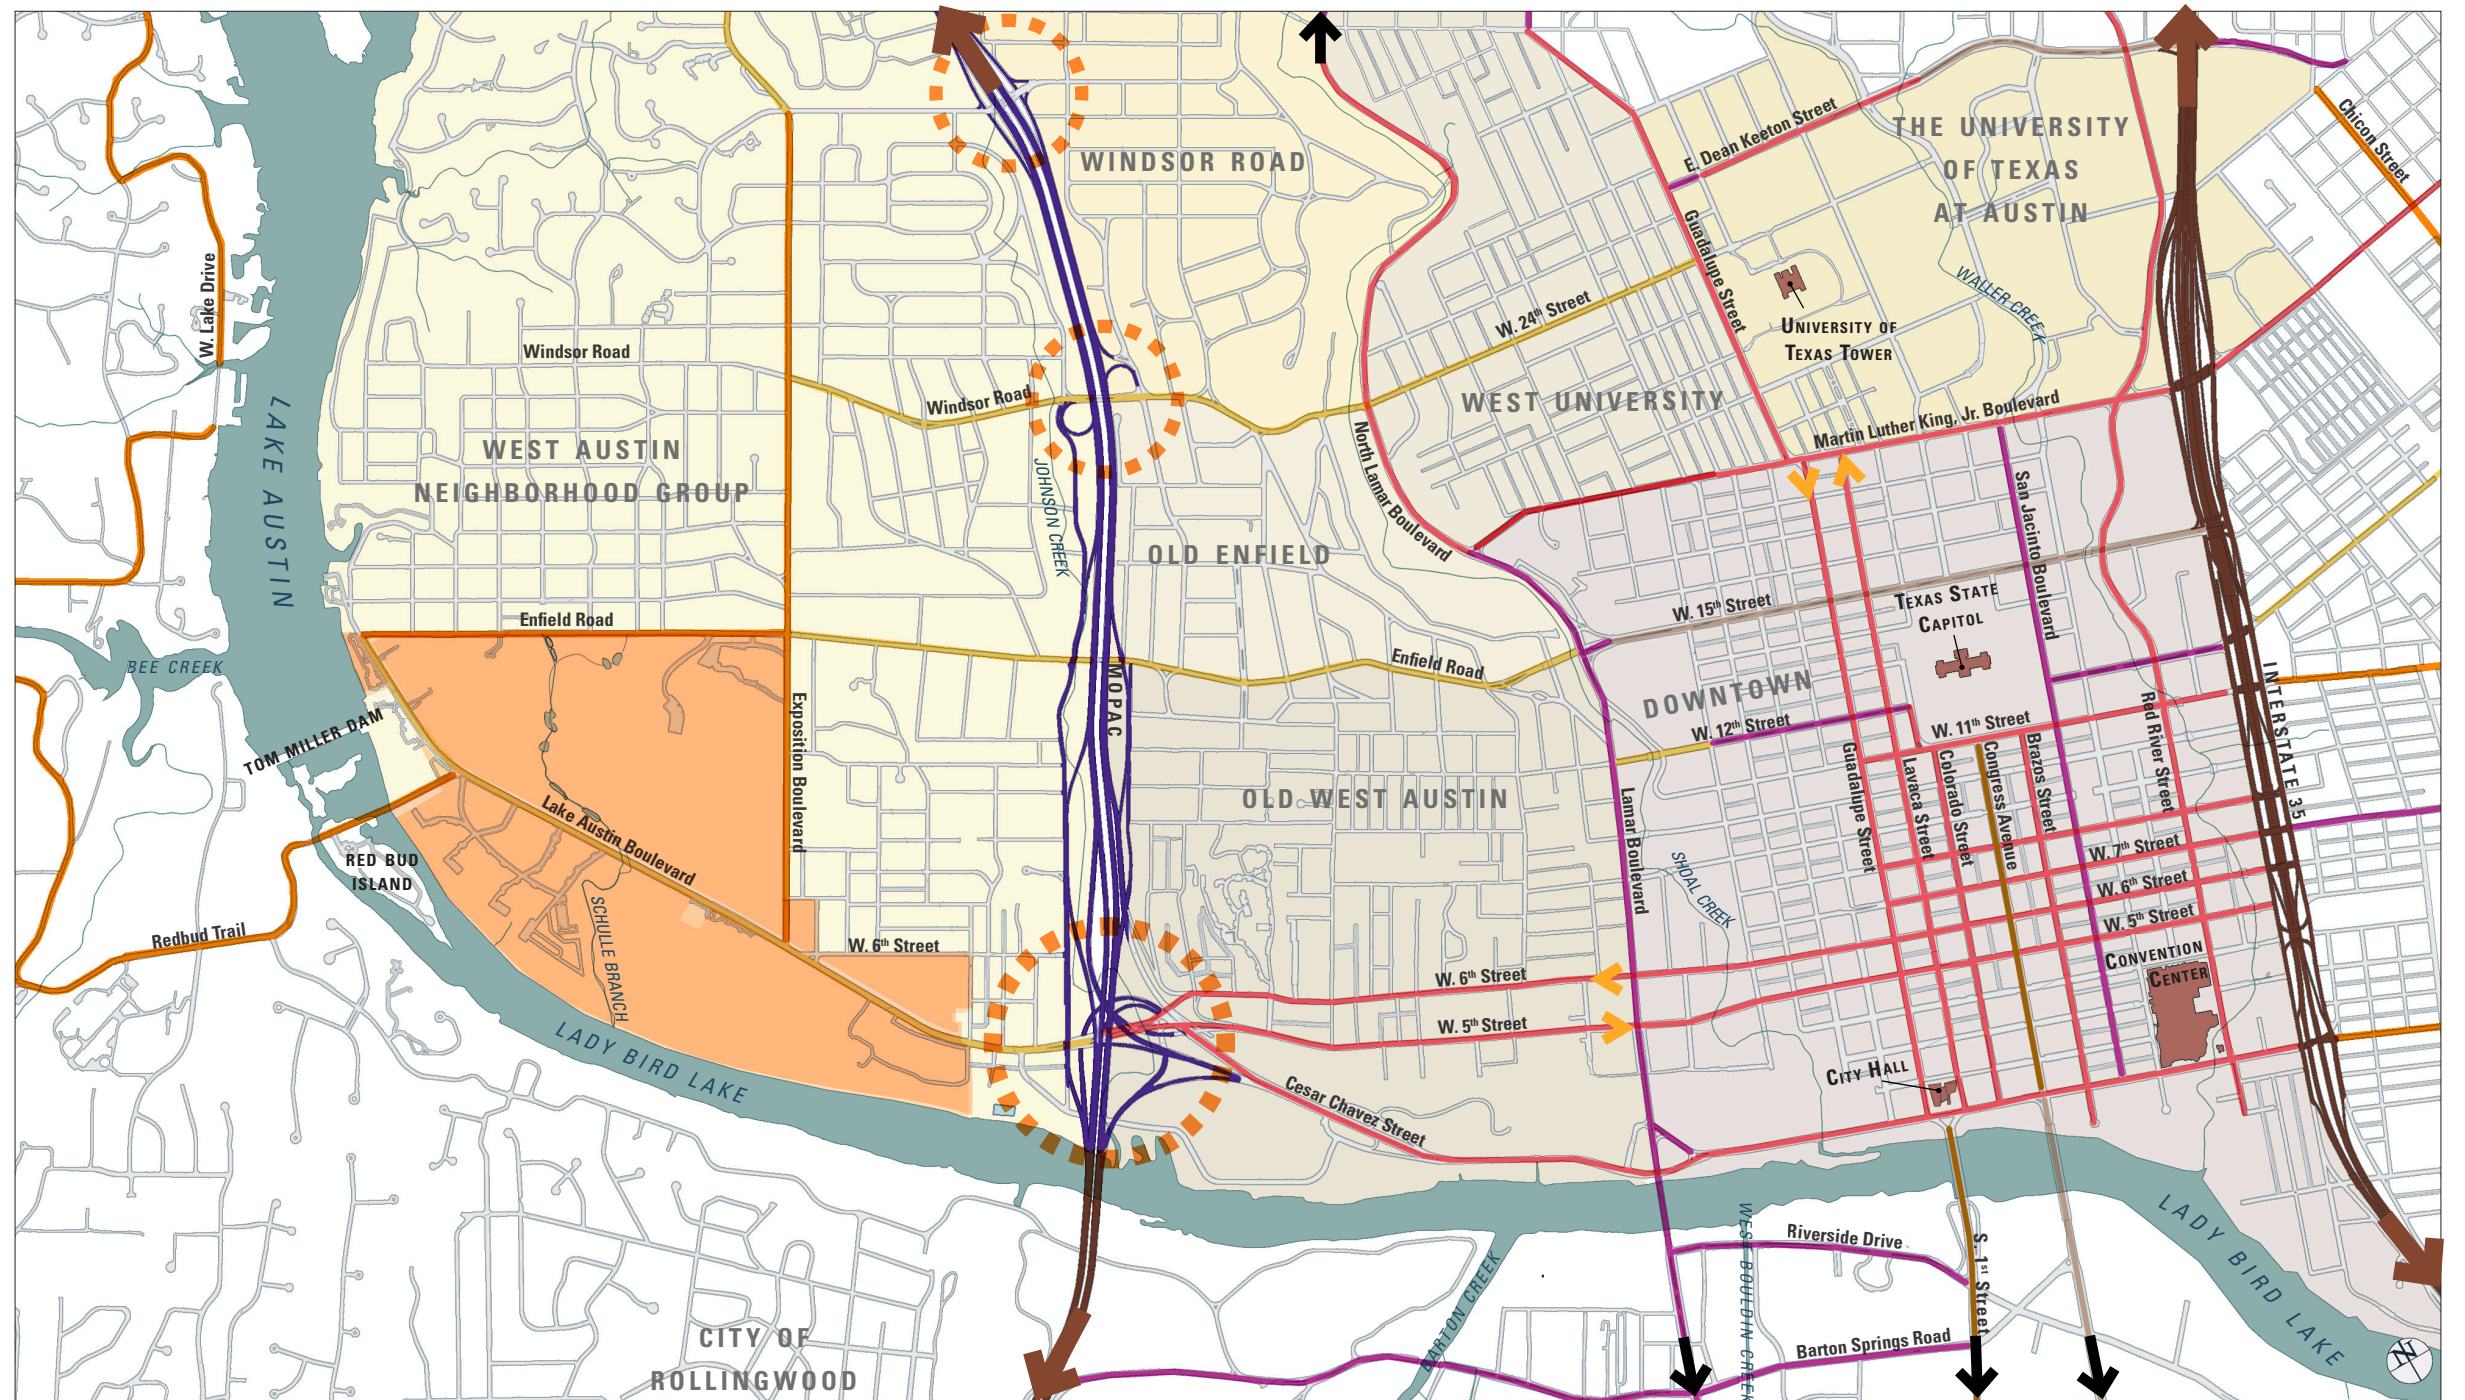 Chicon Street
E. Dean Keeton Street
THE UNIVERSITY
OF TEXAS
AT AUSTIN
WINDSOR ROAD
W. Lake Drive
Guadalupe Street
WALLER CREEK
W. 24th Street
UNIVERSITY OF
TEXAS TOWER
Windsor Road
Windsor Road
WEST UNIVERSITY
Martin Luther King, Jr. Boulevard
LAKE AUSTIN
WEST AUSTIN
NEIGHBORHOOD GROUP
JOHNSON CREEK
North Lamar Boulevard
San Jacinto Boulevard
OLD ENFIELD
W. 15th Street
TEXAS STATE
CAPITOL
Enfield Road
BEE CREEK
Enfield Road
MOPAC
DOWNTOWN
INTERSTATE 35
TOM MILLER DAM
Exposition Boulevard
W. 12th Street
W. 11th Street
Red River Street
Guadalupe Street
Lavaca Street
Colorado Street
Congress Avenue
Brazos Street
OLD WEST AUSTIN
Lake Austin Boulevard
Lamar Boulevard
W. 7th Street
RED BUD
ISLAND
SHOAL CREEK
W. 6th Street
W. 5th Street
Redbud Trail
SCHULLE BRANCH
W. 6th Street
CONVENTION
CENTER
W. 6th Street
W. 5th Street
LADY BIRD LAKE
CITY HALL
Cesar Chavez Street
LADY BIRD LAKE
WEST BOULDIN CREEK
Riverside Drive
S. 1st Street
BARTON CREEK
CITY OF
ROLLINGWOOD
Barton Springs Road
N